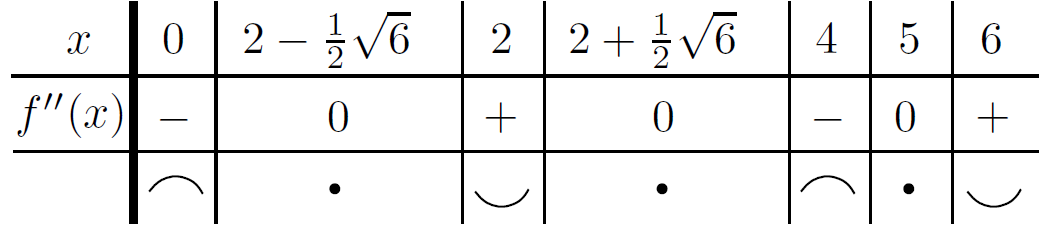 x 0 2 − 1/2√6 2 2 + 1/2√6 4 5 6
f′′(x) − 0 + 0 − 0 +